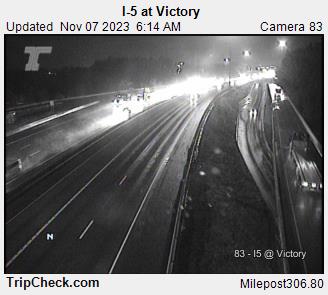 I-5 at Victory
Updated Nov 07 2023 6:14 AM Camera 83
T
N
83 - I5 @ Victory
TripCheck.com Milepost306.80